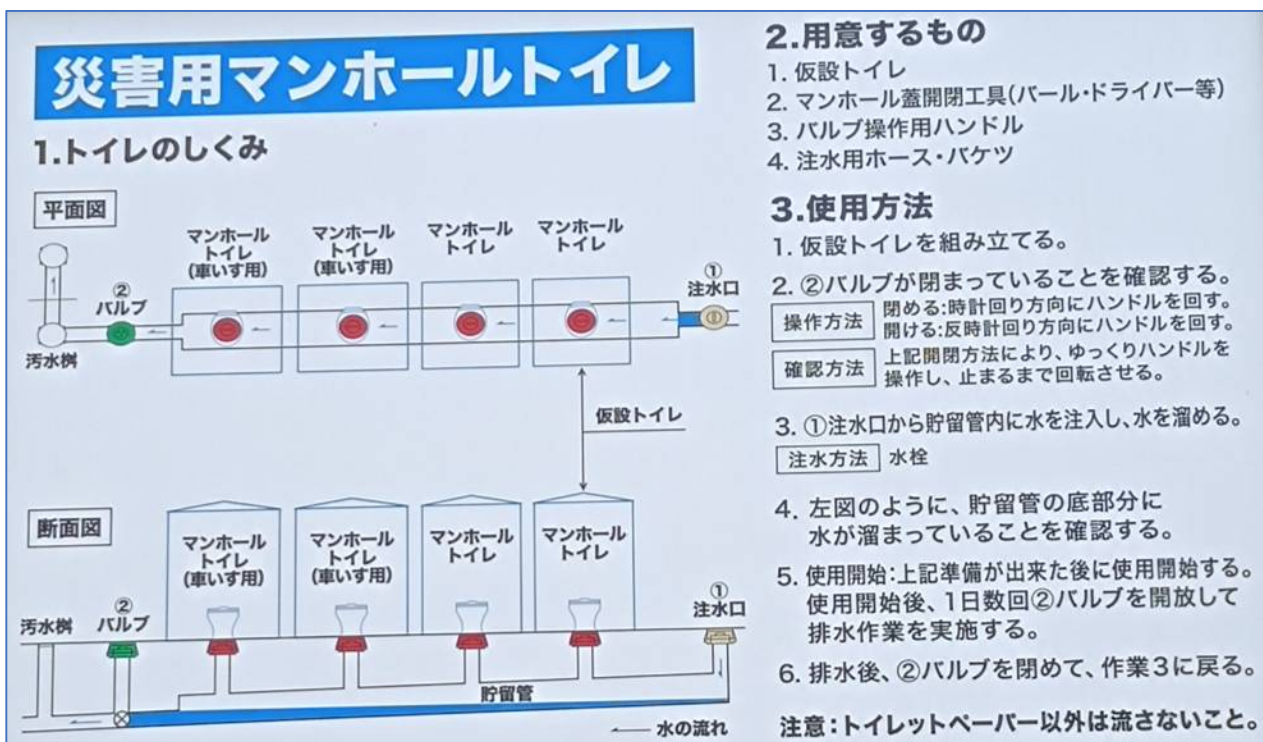 災害用マンホールトイレ
1.トイレのしくみ
平面図
マンホール
トイレ
(車いす用)
マンホール
トイレ
(車いす用)
マンホール
トイレ
マンホール
トイレ
①
注水口
②
バルブ
汚水桝
仮設トイレ
断面図
マンホール
トイレ
(車いす用)
マンホール
トイレ
(車いす用)
マンホール
トイレ
マンホール
トイレ
①
注水口
汚水桝
②
バルブ
貯留管
水の流れ
2.用意するもの
1. 仮設トイレ
2. マンホール蓋開閉工具(バール・ドライバー等)
3. バルブ操作用ハンドル
4. 注水用ホース・バケツ
3.使用方法
1. 仮設トイレを組み立てる。
2. ②バルブが閉まっていることを確認する。
操作方法 閉める:時計回り方向にハンドルを回す。
開ける:反時計回り方向にハンドルを回す。
確認方法 上記開閉方法により、ゆっくりハンドルを
操作し、止まるまで回転させる。
3. ①注水口から貯留管内に水を注入し、水を溜める。
注水方法 水栓
4. 左図のように、貯留管の底部分に
水が溜まっていることを確認する。
5. 使用開始:上記準備が出来た後に使用開始する。
使用開始後、1日数回②バルブを開放して
排水作業を実施する。
6. 排水後、②バルブを閉めて、作業3に戻る。
注意:トイレットペーパー以外は流さないこと。